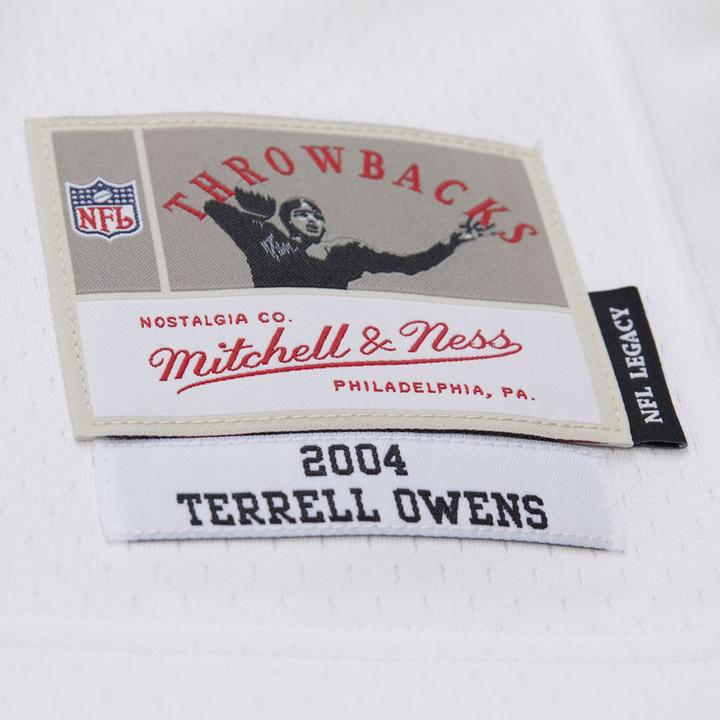 THROWBACKS
NFL
NOSTALGIA CO.
Mitchell & Ness
PHILADELPHIA, PA.
NFL LEGACY
2004
TERRELL OWENS